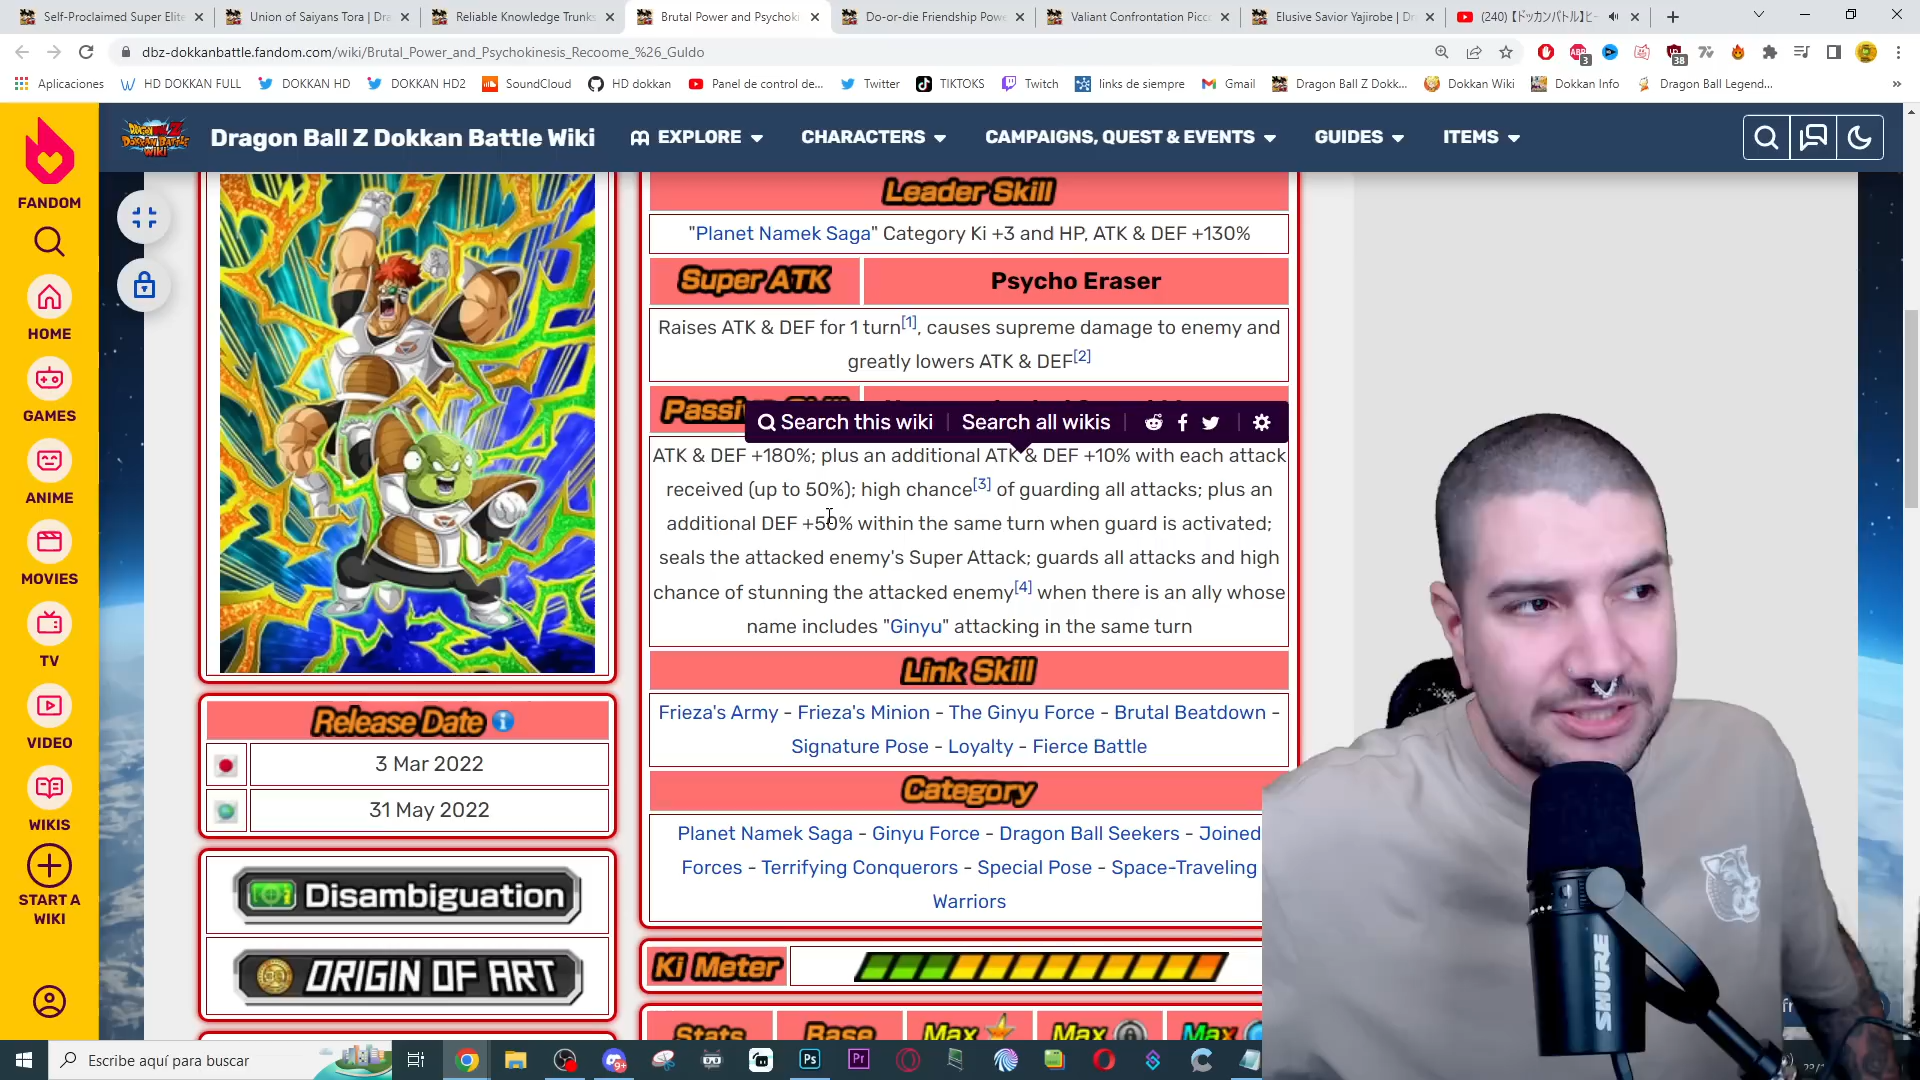 Self-Proclaimed Super Elite
Union of Saiyans Tora | Dra
Reliable Knowledge Trunks
Brutal Power and Psychoki
Do-or-die Friendship Powe
Valiant Confrontation Picc
Elusive Savior Yajirobe | D
(240) 【ドッカンバトル】ヒー
dbz-dokkanbattle.fandom.com/wiki/Brutal_Power_and_Psychokinesis_Recoome_%26_Guldo
3
38
Aplicaciones
HD DOKKAN FULL
DOKKAN HD
DOKKAN HD2
SoundCloud
HD dokkan
Panel de control de...
Twitter
TIKTOKS
Twitch
links de siempre
Gmail
Dragon Ball Z Dokk...
Dokkan Wiki
Dokkan Info
Dragon Ball Legend...
Dragon Ball Z Dokkan Battle Wiki
EXPLORE
CHARACTERS
CAMPAIGNS, QUEST & EVENTS
GUIDES
ITEMS
FANDOM
HOME
GAMES
ANIME
MOVIES
TV
VIDEO
WIKIS
START A
WIKI
Release Date
3 Mar 2022
31 May 2022
Disambiguation
ORIGIN OF ART
Leader Skill
"Planet Namek Saga" Category Ki +3 and HP, ATK & DEF +130%
Super ATK
Psycho Eraser
Raises ATK & DEF for 1 turn[1], causes supreme damage to enemy and
greatly lowers ATK & DEF[2]
Search this wiki
Search all wikis
ATK & DEF +180%; plus an additional ATK & DEF +10% with each attack
received (up to 50%); high chance[3] of guarding all attacks; plus an
additional DEF +50% within the same turn when guard is activated;
seals the attacked enemy's Super Attack; guards all attacks and high
chance of stunning the attacked enemy[4] when there is an ally whose
name includes "Ginyu" attacking in the same turn
Link Skill
Frieza's Army - Frieza's Minion - The Ginyu Force - Brutal Beatdown -
Signature Pose - Loyalty - Fierce Battle
Category
Planet Namek Saga - Ginyu Force - Dragon Ball Seekers - Joined
Forces - Terrifying Conquerors - Special Pose - Space-Traveling
Warriors
Ki Meter
Stats
Base
Max
Max
Max
SHURE
Escribe aquí para buscar
Ps
Pr